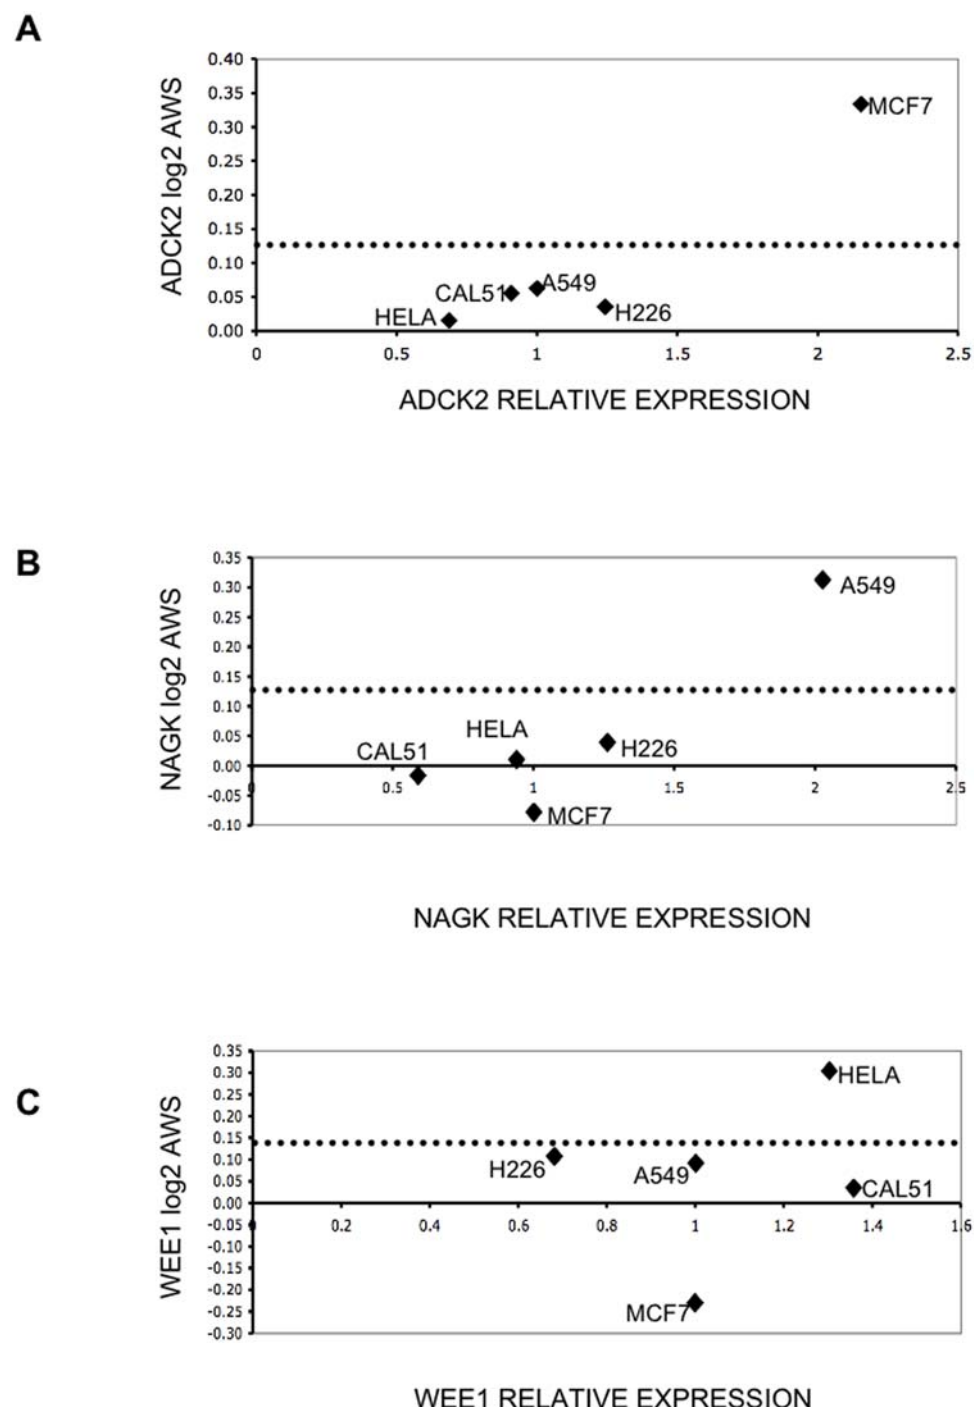 A
ADCK2 log2 AWS
0.40
0.35
0.30
0.25
0.20
0.15
0.10
0.05
0.00
MCF7
CAL51
A549
HELA
H226
0 0.5 1 1.5 2 2.5
ADCK2 RELATIVE EXPRESSION
B
NAGK log2 AWS
0.35
0.30
0.25
0.20
0.15
0.10
0.05
0.00
-0.05
-0.10
A549
HELA
CAL51
H226
MCF7
0 0.5 1 1.5 2 2.5
NAGK RELATIVE EXPRESSION
C
WEE1 log2 AWS
0.35
0.30
0.25
0.20
0.15
0.10
0.05
0.00
-0.05
-0.10
-0.15
-0.20
-0.25
-0.30
HELA
H226
A549
CAL51
MCF7
0 0.2 0.4 0.6 0.8 1 1.2 1.4 1.6
WEE1 RELATIVE EXPRESSION